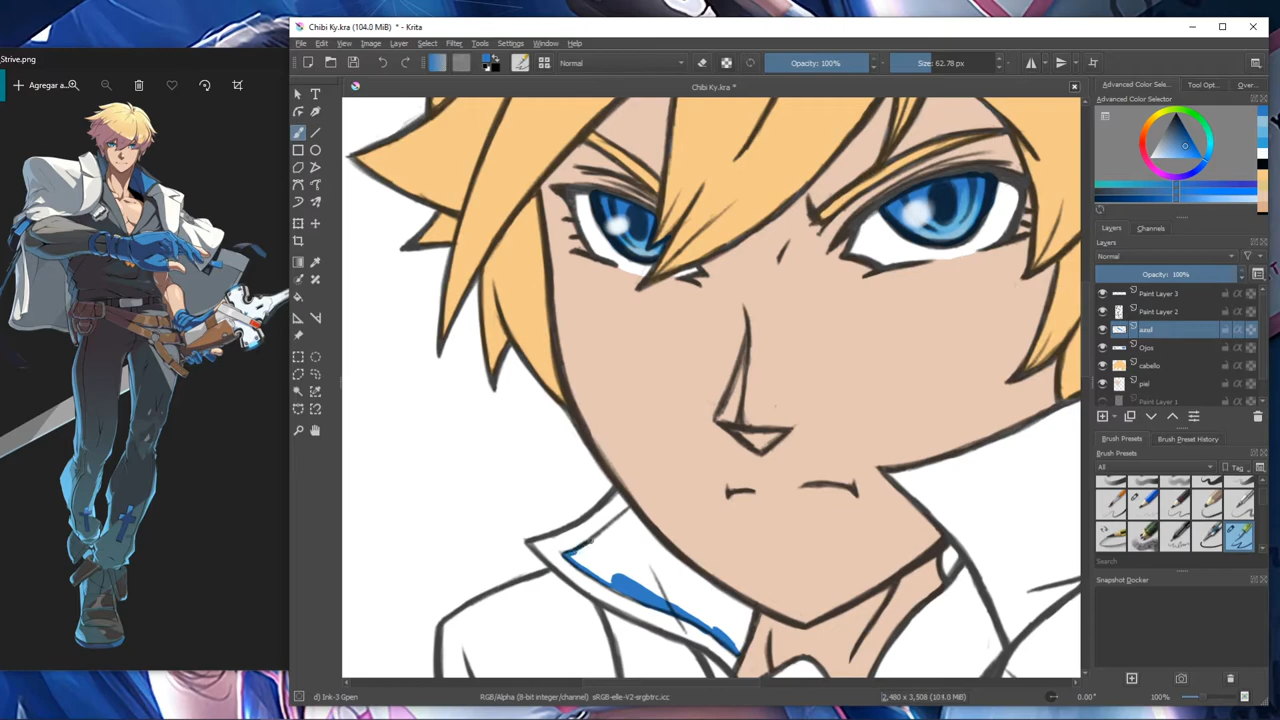 Chibi Ky.kra (104.0 MiB) * - Krita
File Edit View Image Layer Select Filter Tools Settings Window Help
Strive.png
Agregar a...
Normal
Opacity: 100%
Size: 62.78 px
Chibi Ky.kra *
Advanced Color Selec...
Tool Opt...
Over...
Advanced Color Selector
Layers
Channels
Layers
Normal
Opacity: 100%
Paint Layer 3
Paint Layer 2
azul
Ojos
cabello
piel
Paint Layer 1
Brush Presets
Brush Preset History
Brush Presets
All
Tag
Search
Snapshot Docker
d) Ink-3 Gpen
RGB/Alpha (8-bit integer/channel) sRGB-elle-V2-srgbtrc.icc
2,480 x 3,508 (104.0 MiB)
0.00°
100%